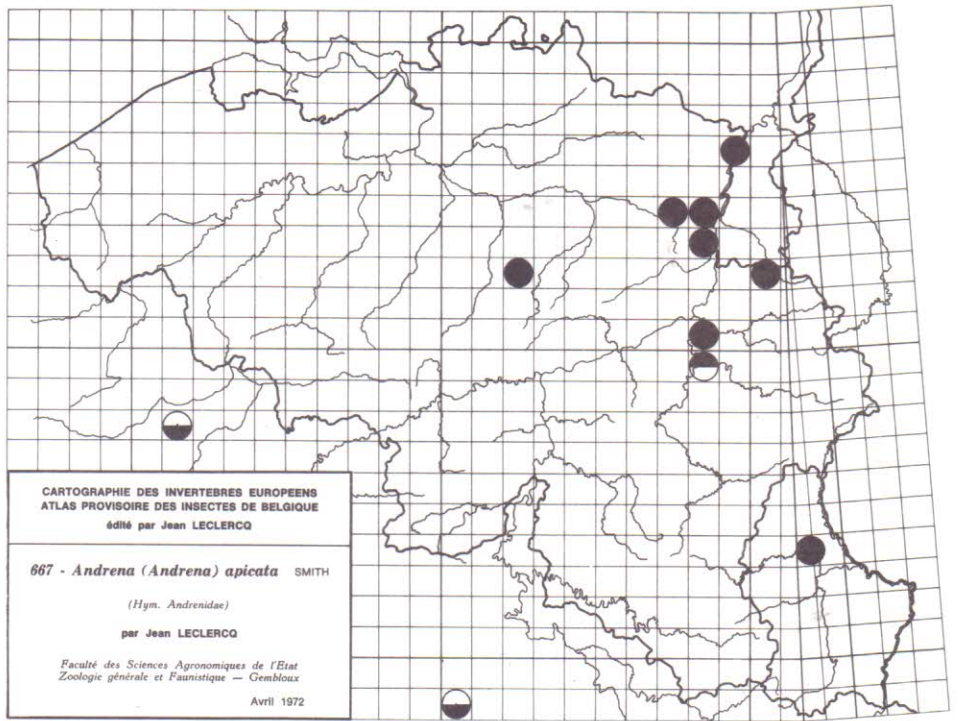 CARTOGRAPHIE DES INVERTEBRES EUROPEENS
ATLAS PROVISOIRE DES INSECTES DE BELGIQUE
édité par Jean LECLERCQ
667 - Andrena (Andrena) apicata SMITH
(Hym. Andrenidae)
par Jean LECLERCQ
Faculté des Sciences Agronomiques de l'Etat
Zoologie générale et Faunistique — Gembloux
Avril 1972